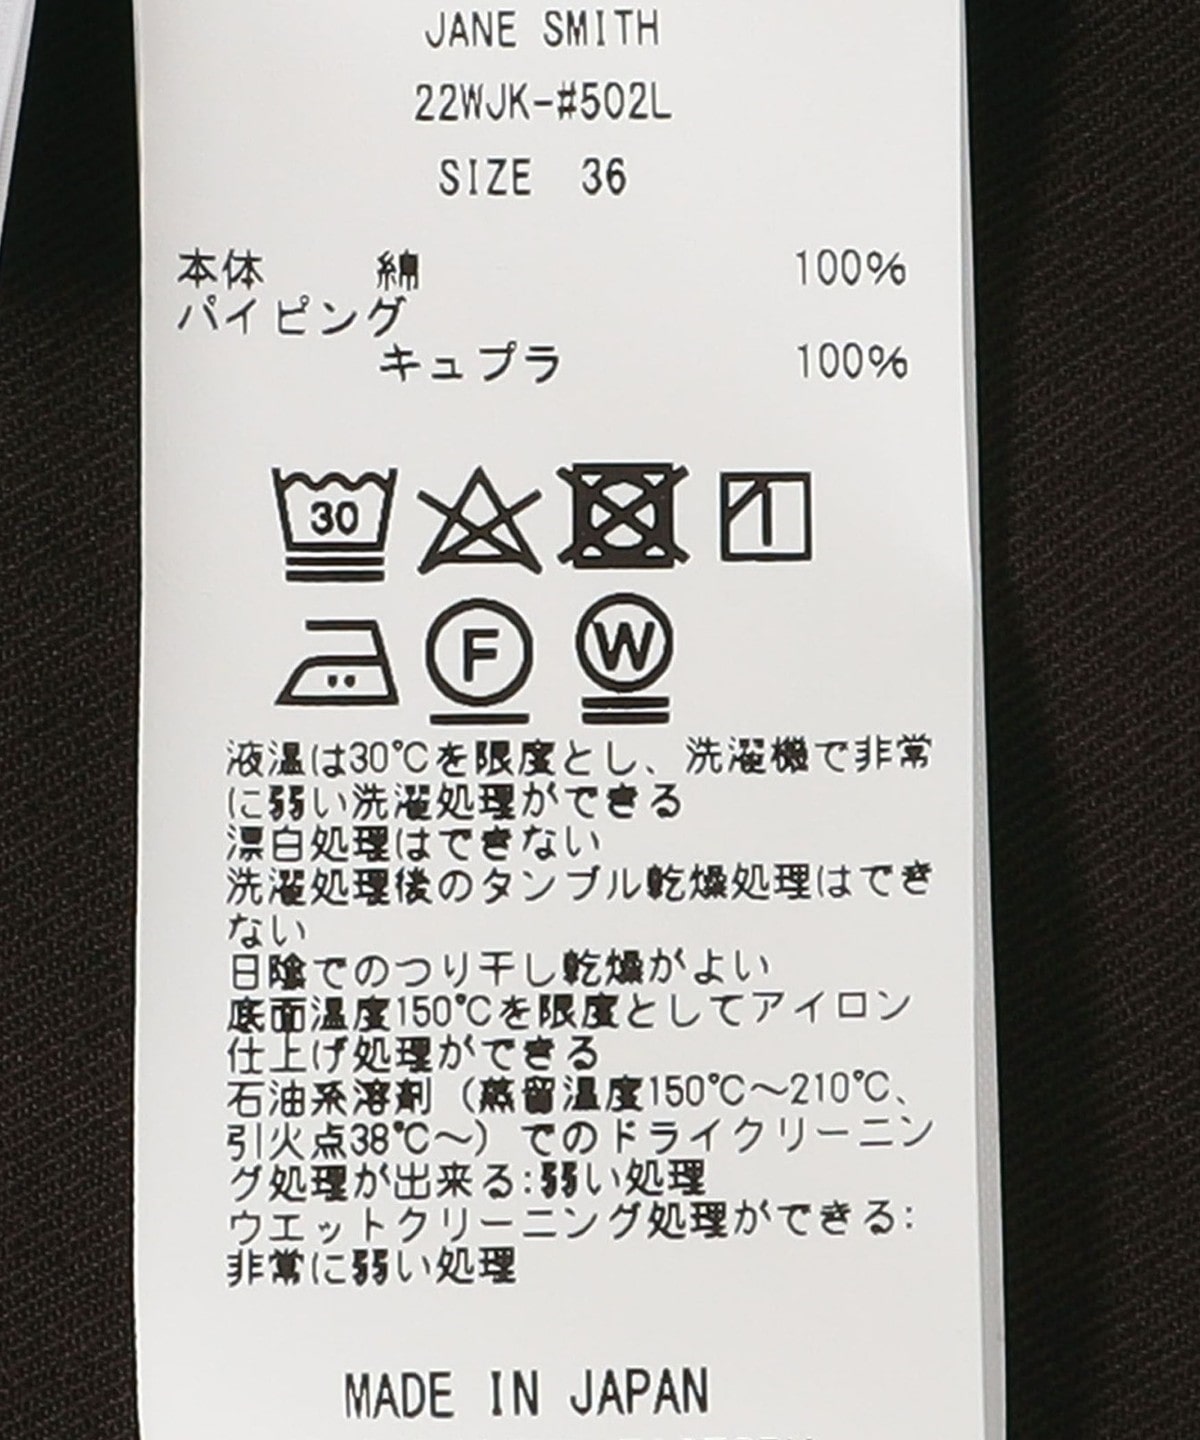 JANE SMITH
22WJK-#502L
SIZE 36
本体 綿 100%
パイピング
キュプラ 100%
30
F W
液温は30℃を限度とし、洗濯機で非常
に弱い洗濯処理ができる
漂白処理はできない
洗濯処理後のタンブル乾燥処理はでき
ない
日陰でのつり干し乾燥がよい
底面温度150℃を限度としてアイロン
仕上げ処理ができる
石油系溶剤（蒸留温度150℃〜210℃、
引火点38℃〜）でのドライクリーニン
グ処理が出来る:弱い処理
ウエットクリーニング処理ができる:
非常に弱い処理
MADE IN JAPAN